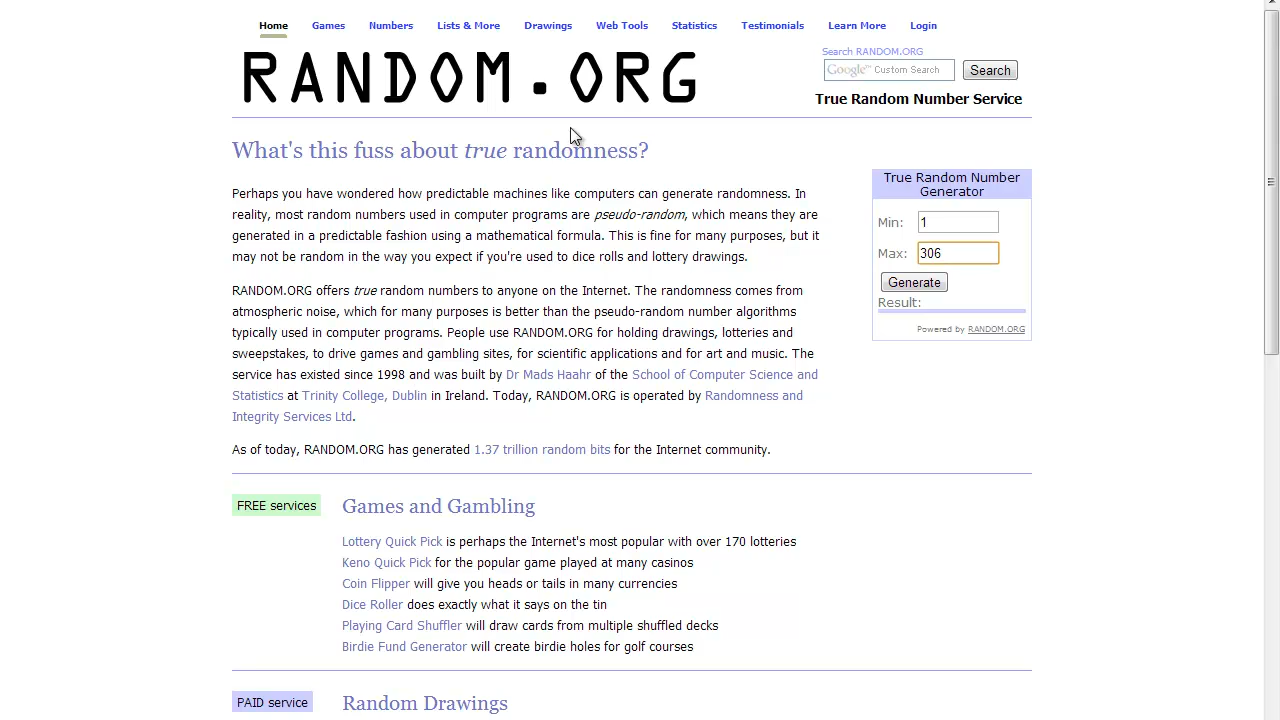 Home Games Numbers Lists & More Drawings Web Tools Statistics Testimonials Learn More Login
RANDOM.ORG
Search RANDOM.ORG
Google™ Custom Search Search
True Random Number Service
What's this fuss about true randomness?
Perhaps you have wondered how predictable machines like computers can generate randomness. In
reality, most random numbers used in computer programs are pseudo-random, which means they are
generated in a predictable fashion using a mathematical formula. This is fine for many purposes, but it
may not be random in the way you expect if you're used to dice rolls and lottery drawings.
RANDOM.ORG offers true random numbers to anyone on the Internet. The randomness comes from
atmospheric noise, which for many purposes is better than the pseudo-random number algorithms
typically used in computer programs. People use RANDOM.ORG for holding drawings, lotteries and
sweepstakes, to drive games and gambling sites, for scientific applications and for art and music. The
service has existed since 1998 and was built by Dr Mads Haahr of the School of Computer Science and
Statistics at Trinity College, Dublin in Ireland. Today, RANDOM.ORG is operated by Randomness and
Integrity Services Ltd.
As of today, RANDOM.ORG has generated 1.37 trillion random bits for the Internet community.
True Random Number
Generator
Min: 1
Max: 306
Generate
Result:
Powered by RANDOM.ORG
FREE services
Games and Gambling
Lottery Quick Pick is perhaps the Internet's most popular with over 170 lotteries
Keno Quick Pick for the popular game played at many casinos
Coin Flipper will give you heads or tails in many currencies
Dice Roller does exactly what it says on the tin
Playing Card Shuffler will draw cards from multiple shuffled decks
Birdie Fund Generator will create birdie holes for golf courses
PAID service
Random Drawings